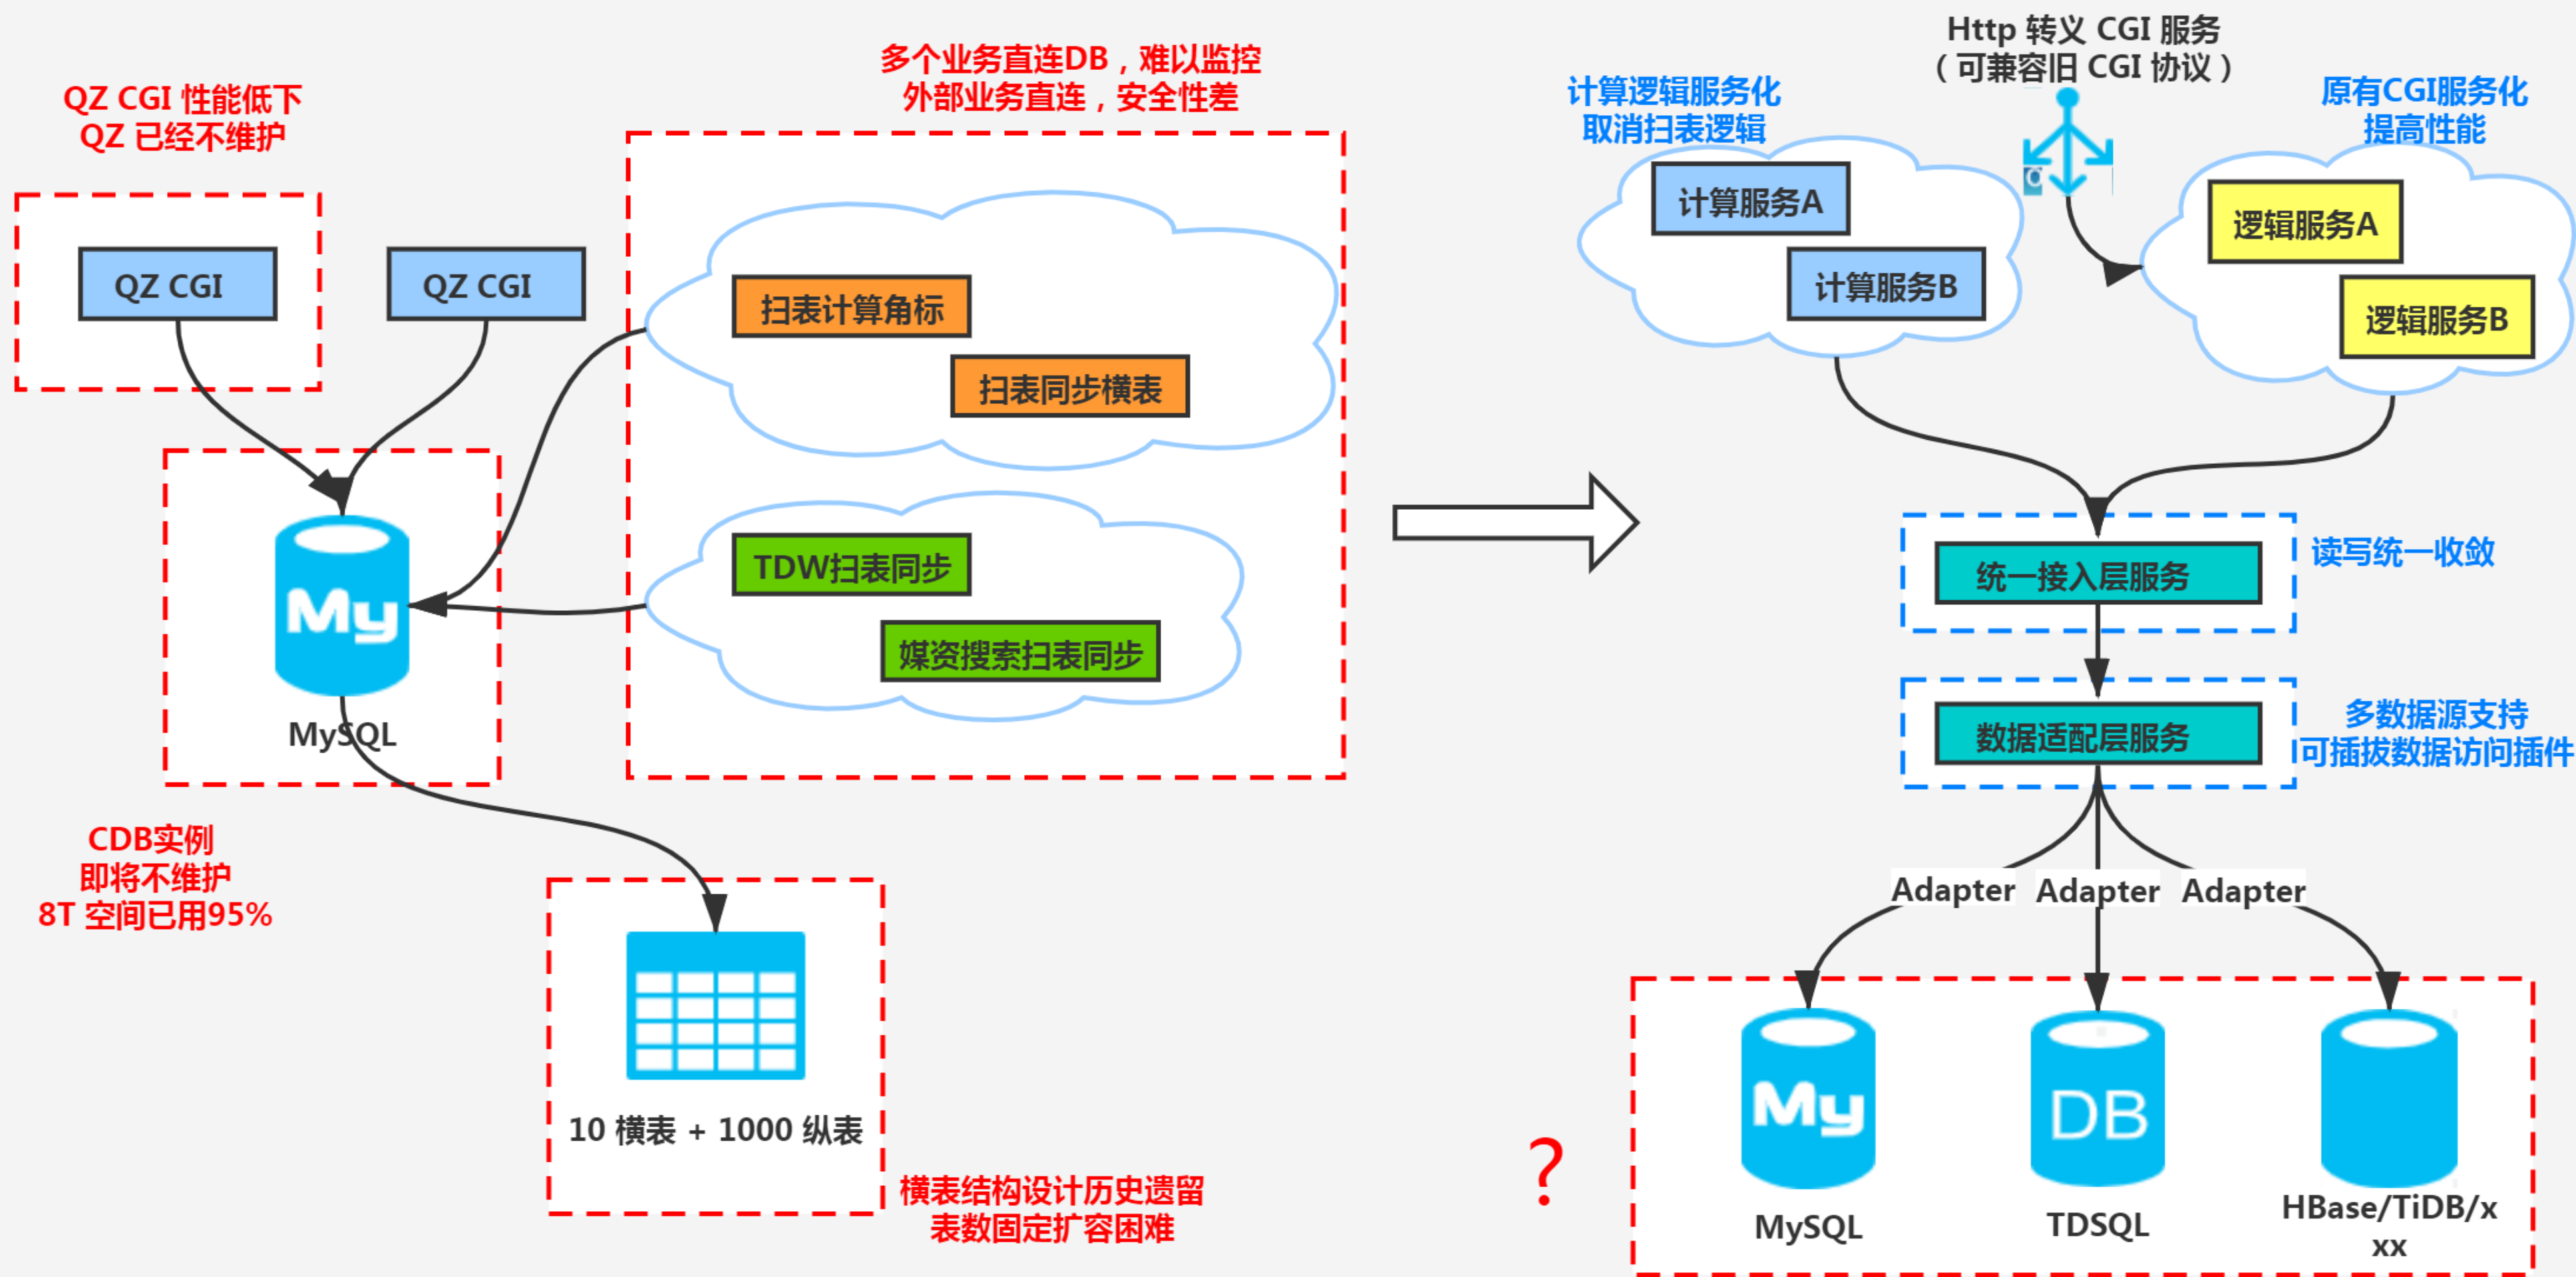 QZ CGI 性能低下
QZ 已经不维护
QZ CGI
QZ CGI
多个业务直连DB，难以监控
外部业务直连，安全性差
扫表计算角标
扫表同步横表
TDW扫表同步
媒资搜索扫表同步
My
MySQL
CDB实例
即将不维护
8T 空间已用95%
10 横表 + 1000 纵表
横表结构设计历史遗留
表数固定扩容困难
Http 转义 CGI 服务
（可兼容旧 CGI 协议）
计算逻辑服务化
取消扫表逻辑
原有CGI服务化
提高性能
计算服务A
计算服务B
逻辑服务A
逻辑服务B
统一接入层服务
读写统一收敛
数据适配层服务
多数据源支持
可插拔数据访问插件
Adapter
Adapter
Adapter
?
My
MySQL
DB
TDSQL
HBase/TiDB/x
xx